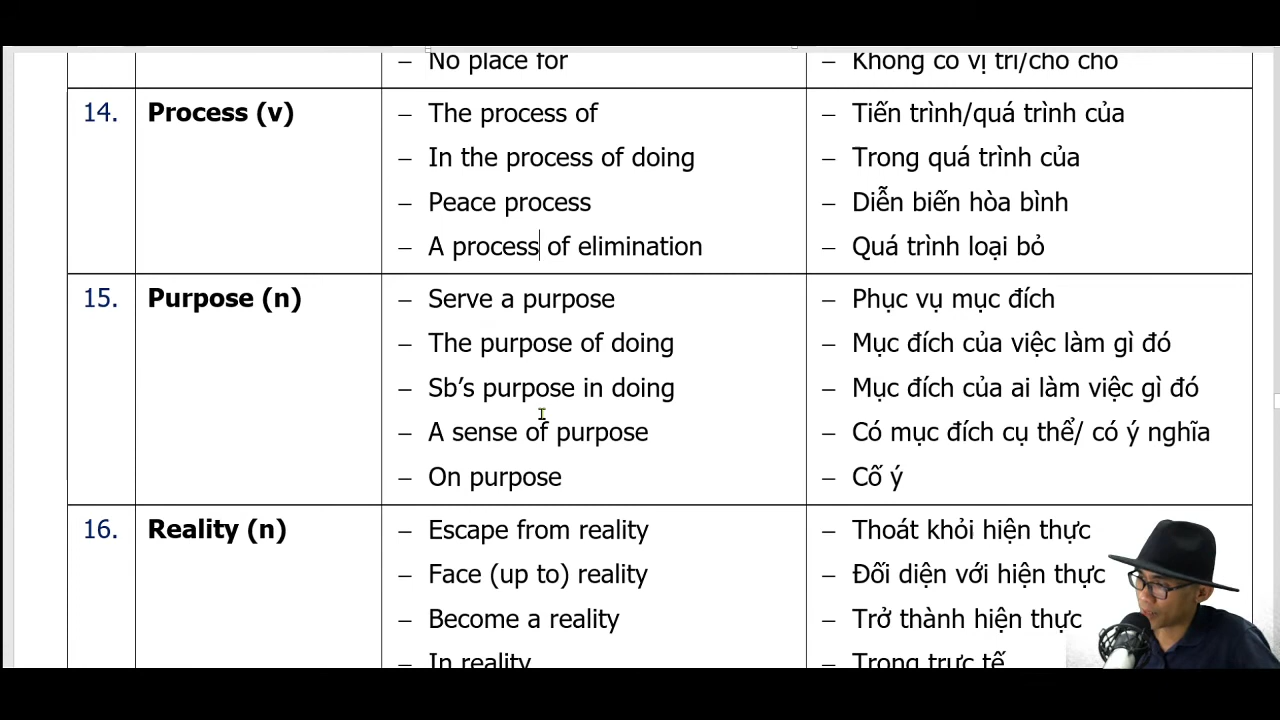 – No place for
– Không có vị trí/chỗ cho
14. Process (v)
– The process of
– In the process of doing
– Peace process
– A process of elimination
– Tiến trình/quá trình của
– Trong quá trình của
– Diễn biến hòa bình
– Quá trình loại bỏ
15. Purpose (n)
– Serve a purpose
– The purpose of doing
– Sb’s purpose in doing
– A sense of purpose
– On purpose
– Phục vụ mục đích
– Mục đích của việc làm gì đó
– Mục đích của ai làm việc gì đó
– Có mục đích cụ thể/ có ý nghĩa
– Cố ý
16. Reality (n)
– Escape from reality
– Face (up to) reality
– Become a reality
– In reality
– Thoát khỏi hiện thực
– Đối diện với hiện thực
– Trở thành hiện thực
– Trong trực tế